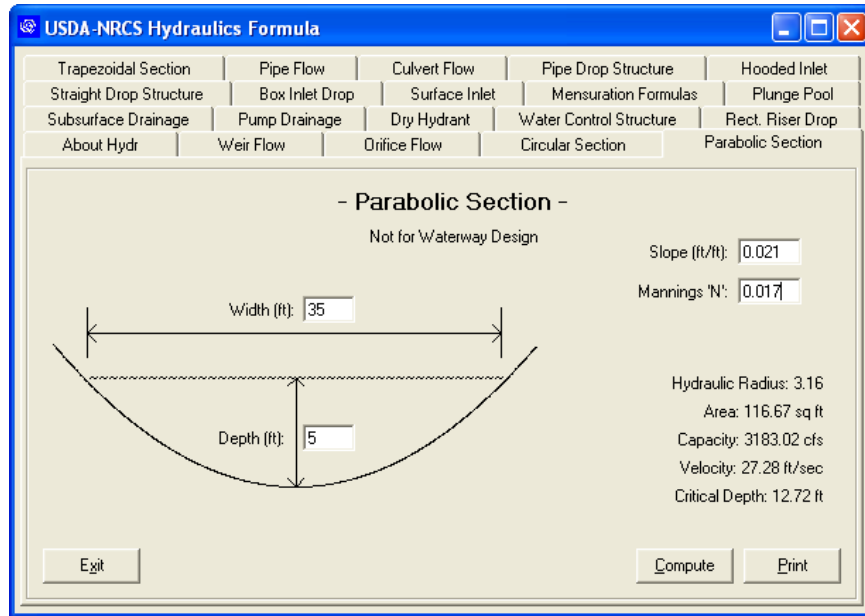 USDA-NRCS Hydraulics Formula
Trapezoidal Section Pipe Flow Culvert Flow Pipe Drop Structure Hooded Inlet
Straight Drop Structure Box Inlet Drop Surface Inlet Mensuration Formulas Plunge Pool
Subsurface Drainage Pump Drainage Dry Hydrant Water Control Structure Rect. Riser Drop
About Hydr Weir Flow Orifice Flow Circular Section Parabolic Section
- Parabolic Section -
Not for Waterway Design
Slope (ft/ft): 0.021
Mannings 'N': 0.017
Width (ft): 35
Depth (ft): 5
Hydraulic Radius: 3.16
Area: 116.67 sq ft
Capacity: 3183.02 cfs
Velocity: 27.28 ft/sec
Critical Depth: 12.72 ft
Exit Compute Print